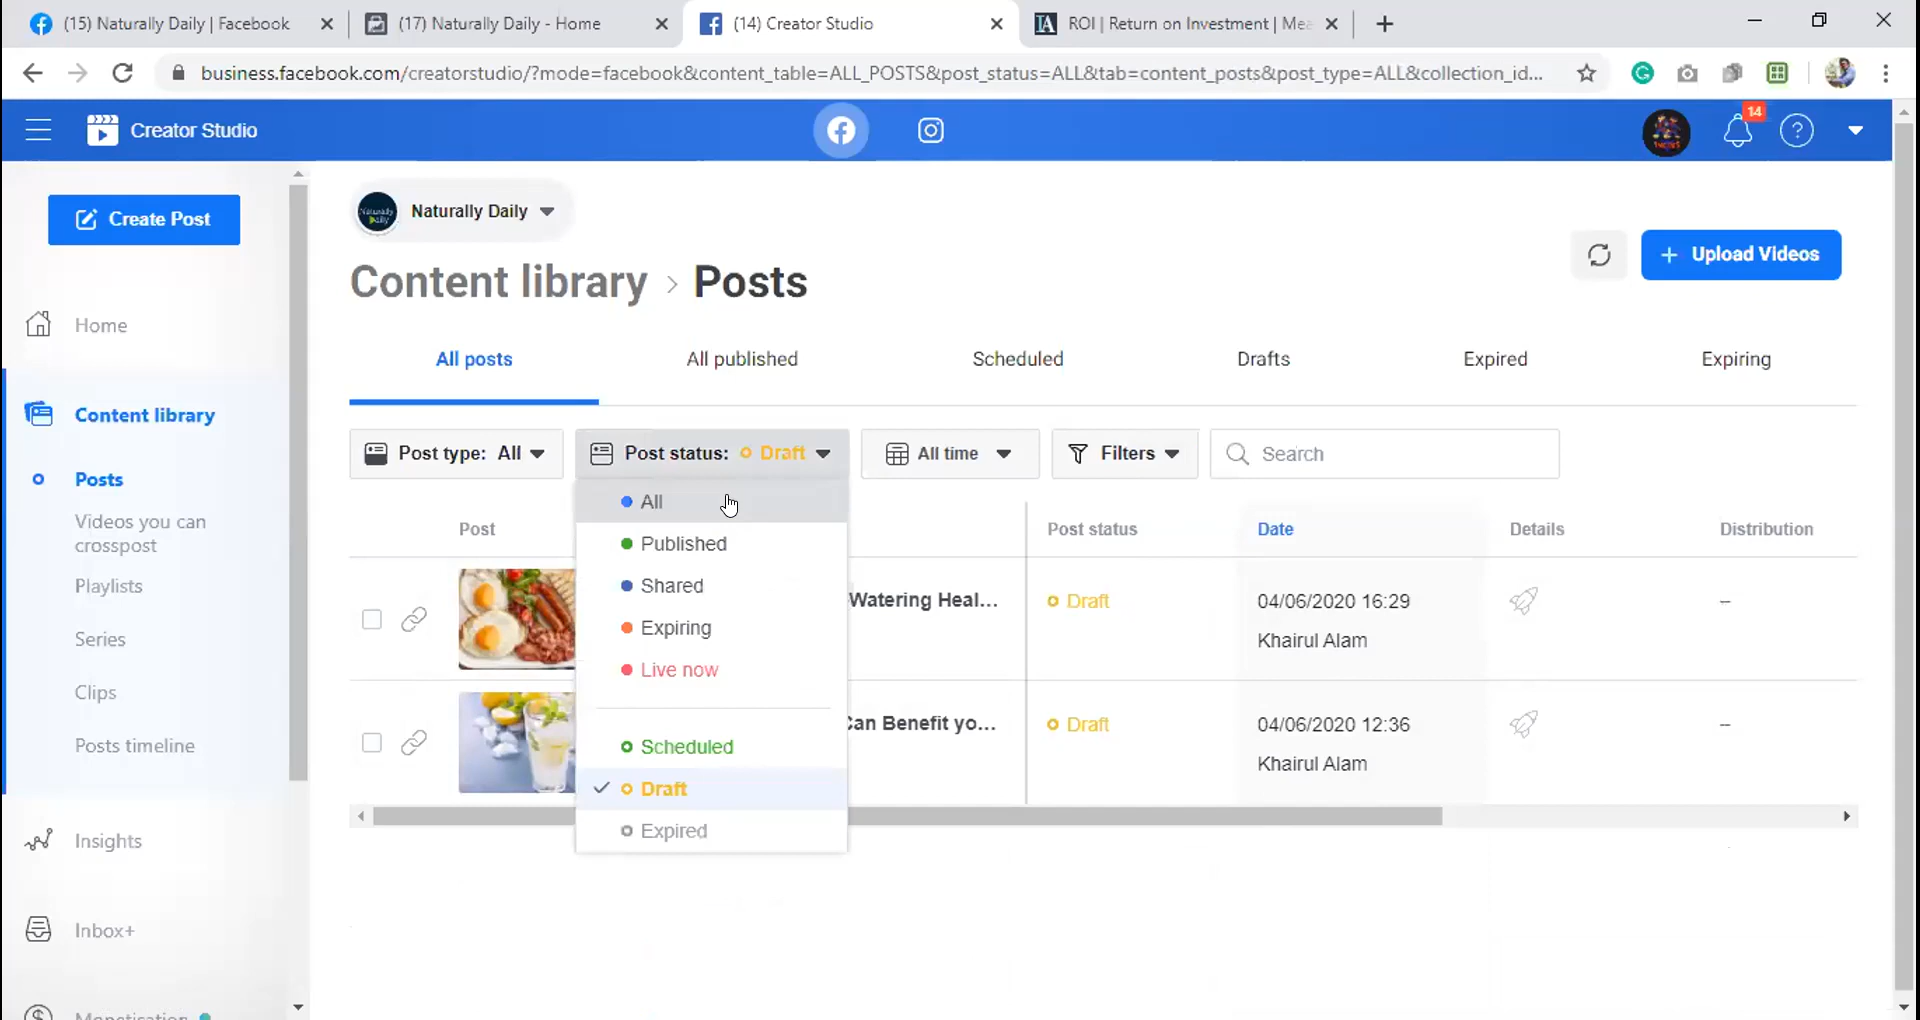 (15) Naturally Daily | Facebook
(17) Naturally Daily - Home
(14) Creator Studio
ROI | Return on Investment | Mea
business.facebook.com/creatorstudio/?mode=facebook&content_table=ALL_POSTS&post_status=ALL&tab=content_posts&post_type=ALL&collection_id...
Creator Studio
14
Create Post
Naturally Daily
Upload Videos
Content library > Posts
Home
All posts
All published
Scheduled
Drafts
Expired
Expiring
Content library
Post type: All
Post status: Draft
All time
Filters
Search
Posts
Videos you can
crosspost
Playlists
Series
Clips
Posts timeline
Insights
Inbox+
Monetisation
All
Published
Shared
Expiring
Live now
Scheduled
Draft
Expired
Post
Post status
Date
Details
Distribution
Watering Heal...
Draft
04/06/2020 16:29
Khairul Alam
--
Can Benefit yo...
Draft
04/06/2020 12:36
Khairul Alam
--